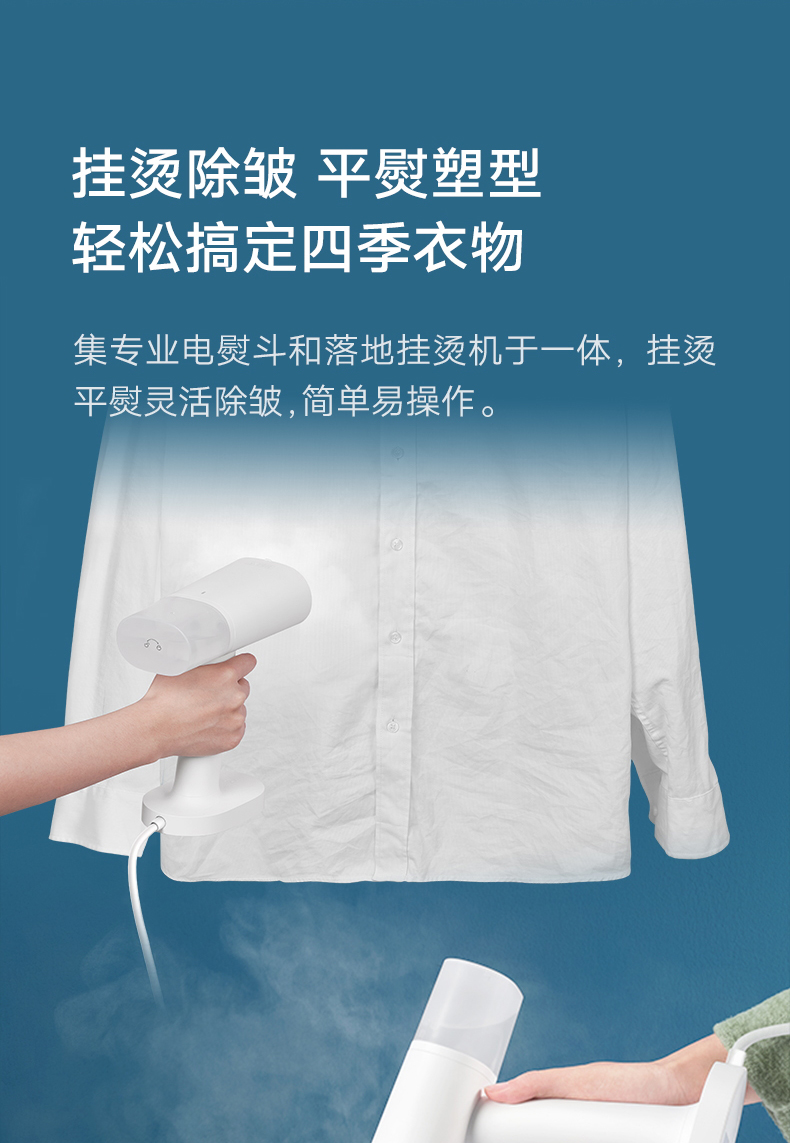 挂烫除皱 平熨塑型
轻松搞定四季衣物
集专业电熨斗和落地挂烫机于一体，挂烫
平熨灵活除皱，简单易操作。